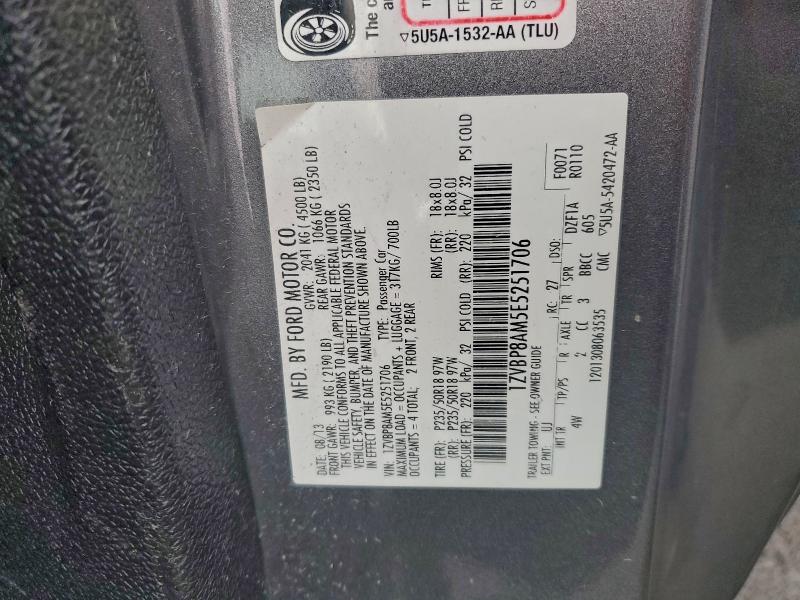 The c
an
TI
FR
RE
S
▽5U5A-1532-AA (TLU)
MFD. BY FORD MOTOR CO.
DATE: 08/13 GVWR: 2041 KG ( 4500 LB)
FRONT GAWR: 993 KG ( 2190 LB) REAR GAWR: 1066 KG ( 2350 LB)
THIS VEHICLE CONFORMS TO ALL APPLICABLE FEDERAL MOTOR
VEHICLE SAFETY, BUMPER, AND THEFT PREVENTION STANDARDS
IN EFFECT ON THE DATE OF MANUFACTURE SHOWN ABOVE.
VIN: 1ZVBP8AM5E5251706 TYPE: Passenger Car
MAXIMUM LOAD = OCCUPANTS + LUGGAGE = 317KG/ 700LB
OCCUPANTS = 4 TOTAL; 2 FRONT, 2 REAR
TIRE (FR): P235/50R18 97W RIMS (FR): 18x8.0J
(RR): P235/50R18 97W (RR): 18x8.0J
PRESSURE (FR): 220 kPa/ 32 PSI COLD (RR): 220 kPa/ 32 PSI COLD
1ZVBP8AM5E5251706
TRAILER TOWING - SEE OWNER GUIDE F0071
EXT PNT: UJ RC: 27 DSO: R0110
INT TR TP/PS R AXLE TR SPR DZF1A
4W 2 CC 3 BBCC 605
1201308063535 CMC ▽5U5A-5420472-AA